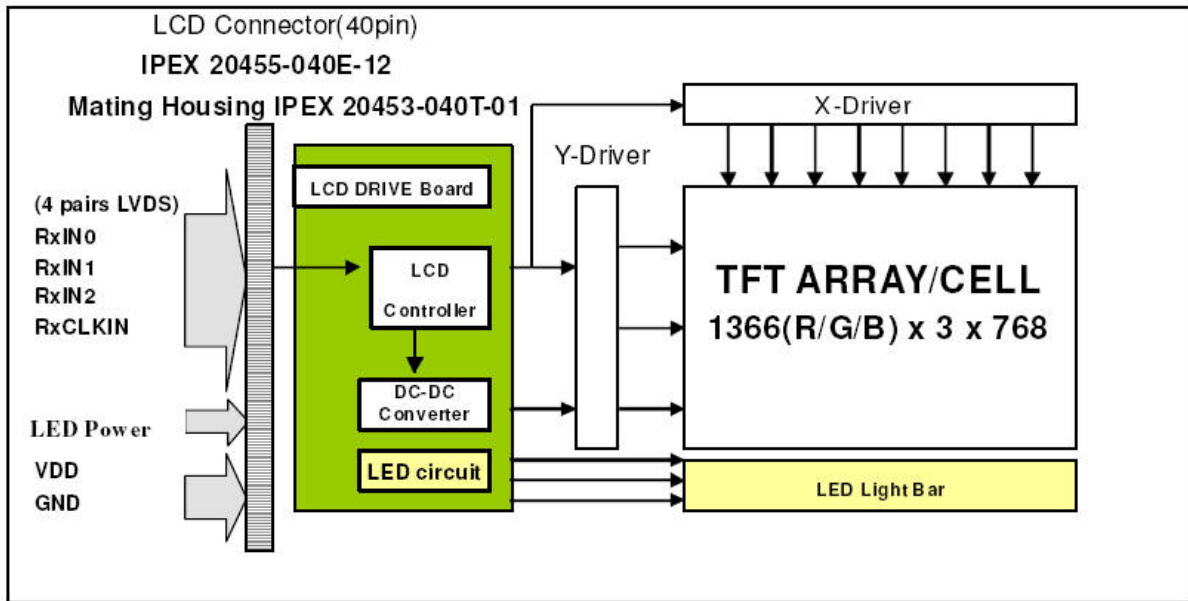 LCD Connector(40pin)
IPEX 20455-040E-12
Mating Housing IPEX 20453-040T-01
X-Driver
Y-Driver
LCD DRIVE Board
(4 pairs LVDS)
RxIN0
RxIN1
RxIN2
RxCLKIN
LCD
Controller
TFT ARRAY/CELL
1366(R/G/B) x 3 x 768
DC-DC
Converter
LED Power
VDD
GND
LED circuit
LED Light Bar